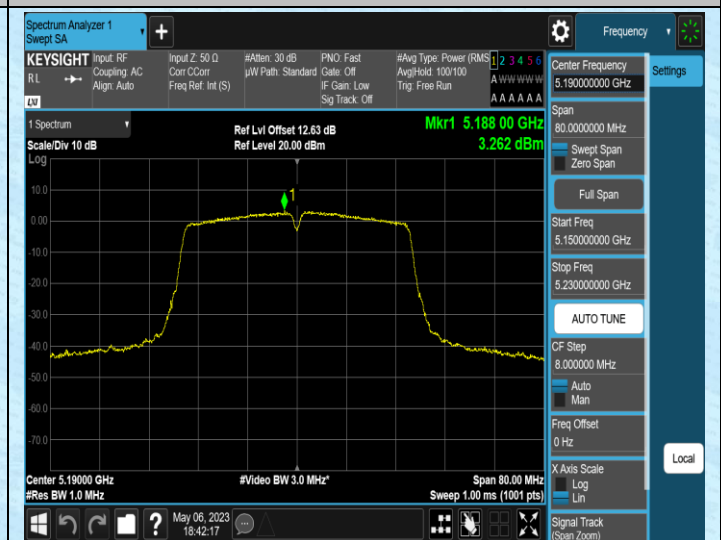 Spectrum Analyzer 1
Swept SA
+
Frequency
KEYSIGHT
Input: RF
Coupling: AC
Align: Auto
Input Z: 50 Ω
Corr CCorr
Freq Ref: Int (S)
#Atten: 30 dB
µW Path: Standard
PNO: Fast
Gate: Off
IF Gain: Low
Sig Track: Off
#Avg Type: Power (RMS
Avg|Hold: 100/100
Trig: Free Run
1 2 3 4 5 6
A W W W W W
A A A A A A
R L
LXI
Center Frequency
5.190000000 GHz
Settings
Span
80.0000000 MHz
Swept Span
Zero Span
Full Span
Start Freq
5.150000000 GHz
Stop Freq
5.230000000 GHz
AUTO TUNE
CF Step
8.000000 MHz
Auto
Man
Freq Offset
0 Hz
X Axis Scale
Log
Lin
Signal Track
(Span Zoom)
Local
1 Spectrum
Scale/Div 10 dB
Log
Ref Lvl Offset 12.63 dB
Ref Level 20.00 dBm
Mkr1 5.188 00 GHz
3.262 dBm
1
10.0
0.00
-10.0
-20.0
-30.0
-40.0
-50.0
-60.0
-70.0
Center 5.19000 GHz
#Res BW 1.0 MHz
#Video BW 3.0 MHz*
Span 80.00 MHz
Sweep 1.00 ms (1001 pts)
?
May 06, 2023
18:42:17